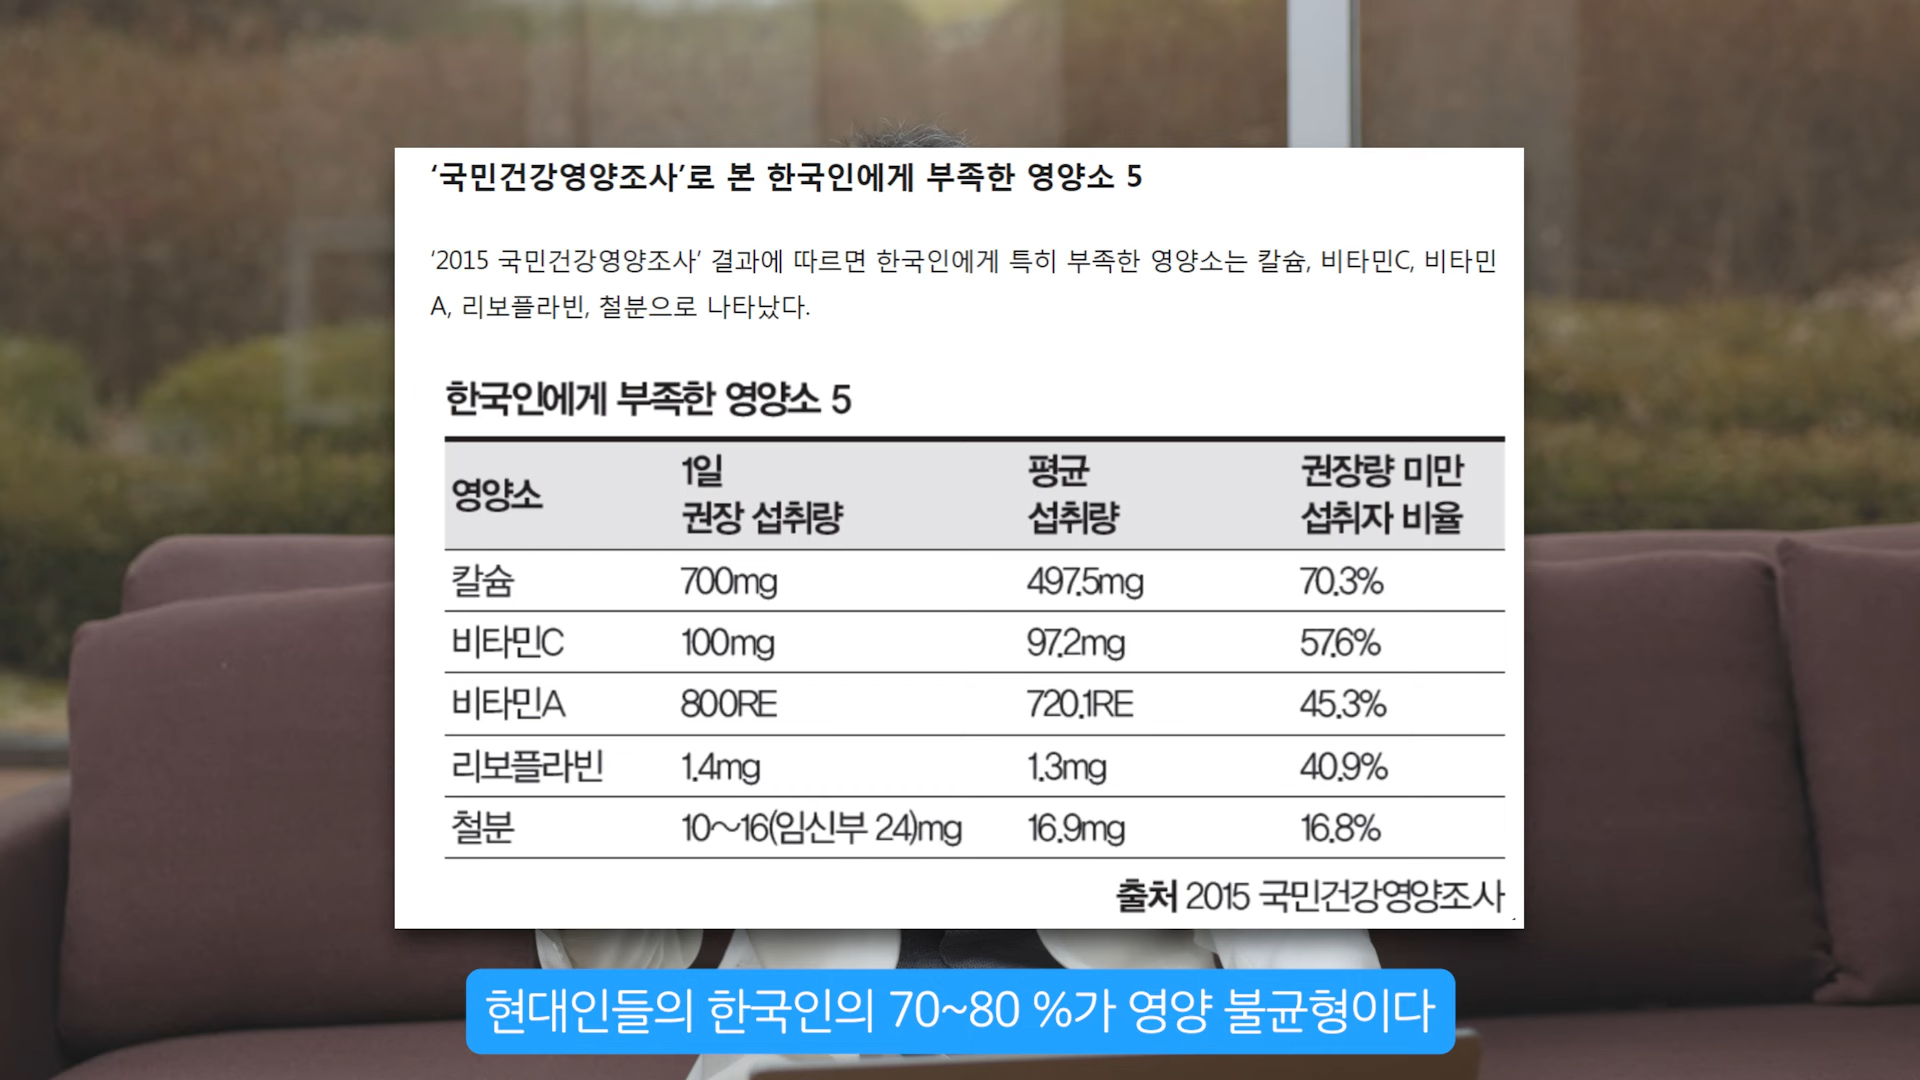 ‘국민건강영양조사’로 본 한국인에게 부족한 영양소 5
‘2015 국민건강영양조사’ 결과에 따르면 한국인에게 특히 부족한 영양소는 칼슘, 비타민C, 비타민
A, 리보플라빈, 철분으로 나타났다.
한국인에게 부족한 영양소 5
영양소 1일 권장 섭취량 평균 섭취량 권장량 미만 섭취자 비율
칼슘 700mg 497.5mg 70.3%
비타민C 100mg 97.2mg 57.6%
비타민A 800RE 720.1RE 45.3%
리보플라빈 1.4mg 1.3mg 40.9%
철분 10~16(임신부 24)mg 16.9mg 16.8%
출처 2015 국민건강영양조사
현대인들의 한국인의 70~80 %가 영양 불균형이다